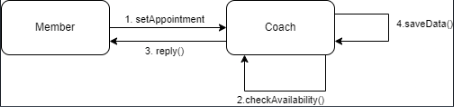 Member
1. setAppointment
3. reply()
Coach
4.saveData()
2.checkAvailability()